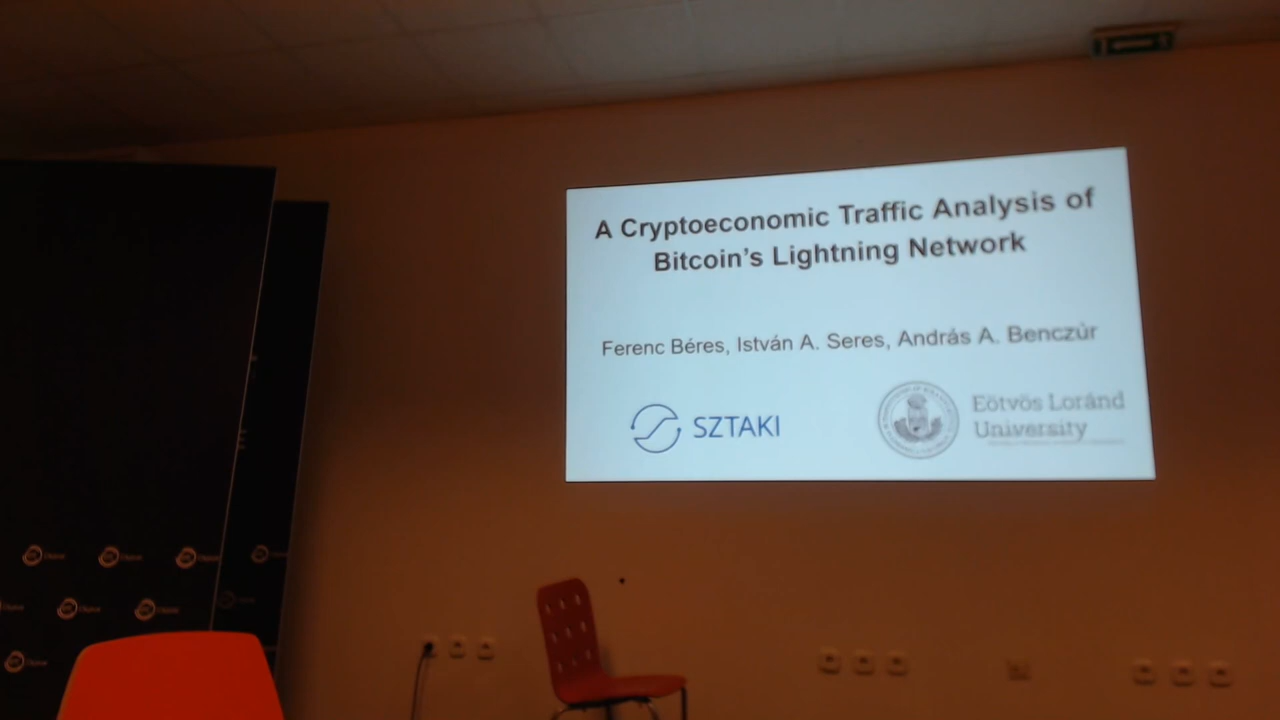 A Cryptoeconomic Traffic Analysis of
Bitcoin's Lightning Network
Ferenc Béres, István A. Seres, András A. Benczúr
SZTAKI
Eötvös Loránd
University